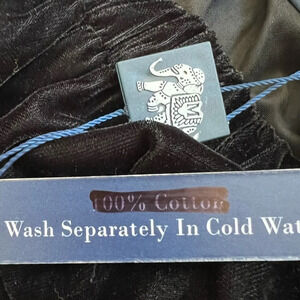 M
100% Cotton
Wash Separately In Cold Wat